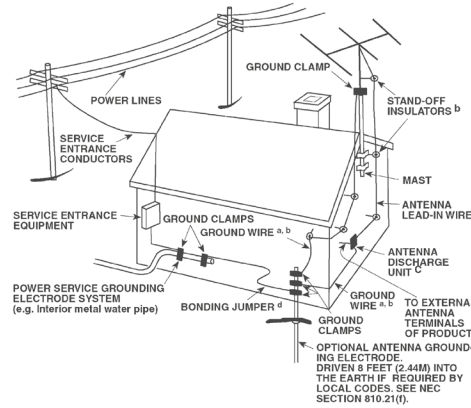 GROUND CLAMP
POWER LINES
STAND-OFF
INSULATORS b
SERVICE
ENTRANCE
CONDUCTORS
MAST
ANTENNA
LEAD-IN WIRE
SERVICE ENTRANCE
EQUIPMENT
GROUND CLAMPS
GROUND WIRE a, b
ANTENNA
DISCHARGE
UNIT C
POWER SERVICE GROUNDING
ELECTRODE SYSTEM
(e.g. Interior metal water pipe)
BONDING JUMPER d
GROUND
WIRE a, b
GROUND
CLAMPS
TO EXTERNA
ANTENNA
TERMINALS
OF PRODUCT
OPTIONAL ANTENNA GROUND-
ING ELECTRODE.
DRIVEN 8 FEET (2.44M) INTO
THE EARTH IF REQUIRED BY
LOCAL CODES. SEE NEC
SECTION 810.21(f).